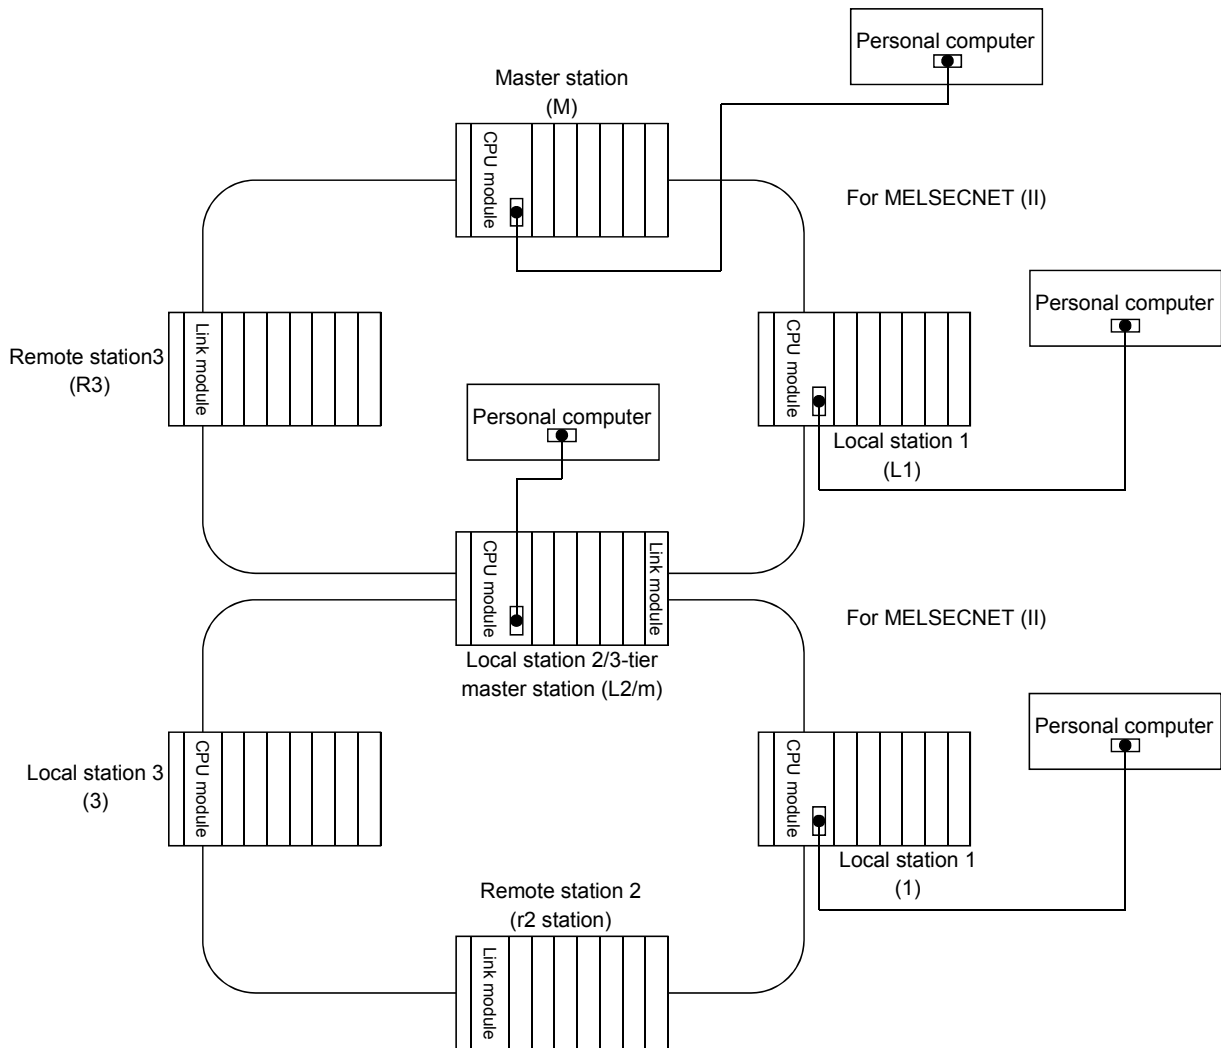 Personal computer
Master station
(M)
CPU module
For MELSECNET (II)
Personal computer
Link module
CPU module
Remote station3
(R3)
Personal computer
Local station 1
(L1)
CPU module
Link module
For MELSECNET (II)
Local station 2/3-tier
master station (L2/m)
Personal computer
CPU module
CPU module
Local station 3
(3)
Local station 1
(1)
Remote station 2
(r2 station)
Link module